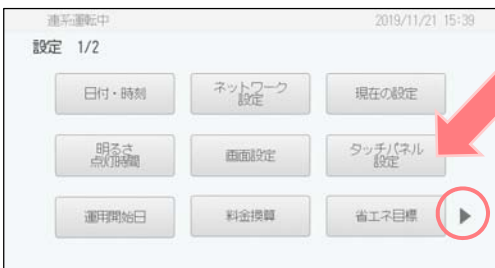 連系運転中 2019/11/21 15:39
設定 1/2
日付・時刻 ネットワーク設定 現在の設定
明るさ点灯時間 画面設定 タッチパネル設定
運用開始日 料金換算 省エネ目標